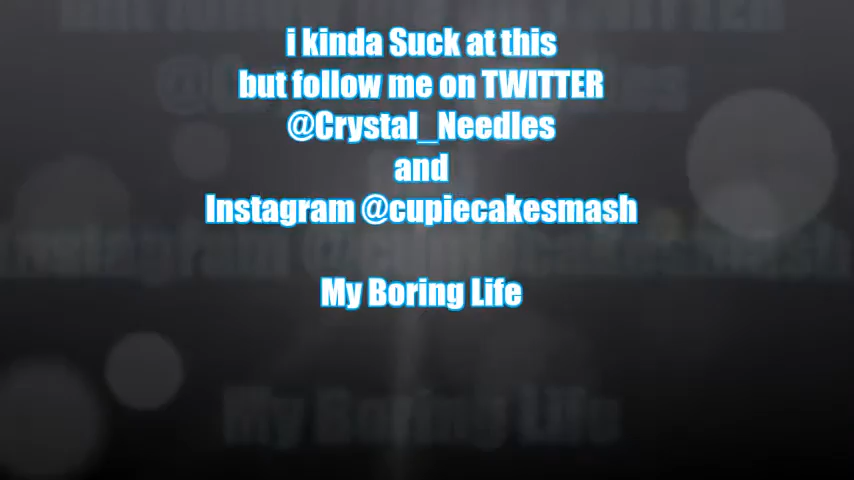 i kinda Suck at this
but follow me on TWITTER
@Crystal_Needles
and
Instagram @cupiecakesmash
My Boring Life